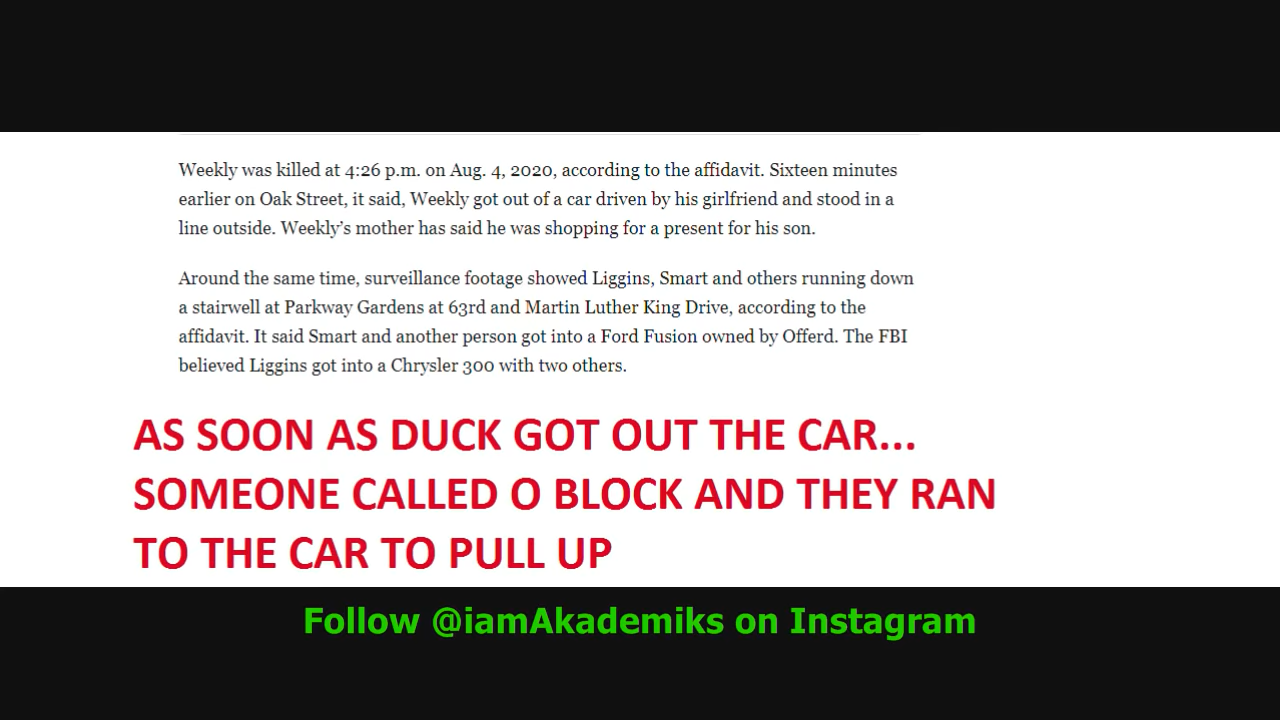 Weekly was killed at 4:26 p.m. on Aug. 4, 2020, according to the affidavit. Sixteen minutes
earlier on Oak Street, it said, Weekly got out of a car driven by his girlfriend and stood in a
line outside. Weekly’s mother has said he was shopping for a present for his son.
Around the same time, surveillance footage showed Liggins, Smart and others running down
a stairwell at Parkway Gardens at 63rd and Martin Luther King Drive, according to the
affidavit. It said Smart and another person got into a Ford Fusion owned by Offerd. The FBI
believed Liggins got into a Chrysler 300 with two others.
AS SOON AS DUCK GOT OUT THE CAR...
SOMEONE CALLED O BLOCK AND THEY RAN
TO THE CAR TO PULL UP
Follow @iamAkademiks on Instagram